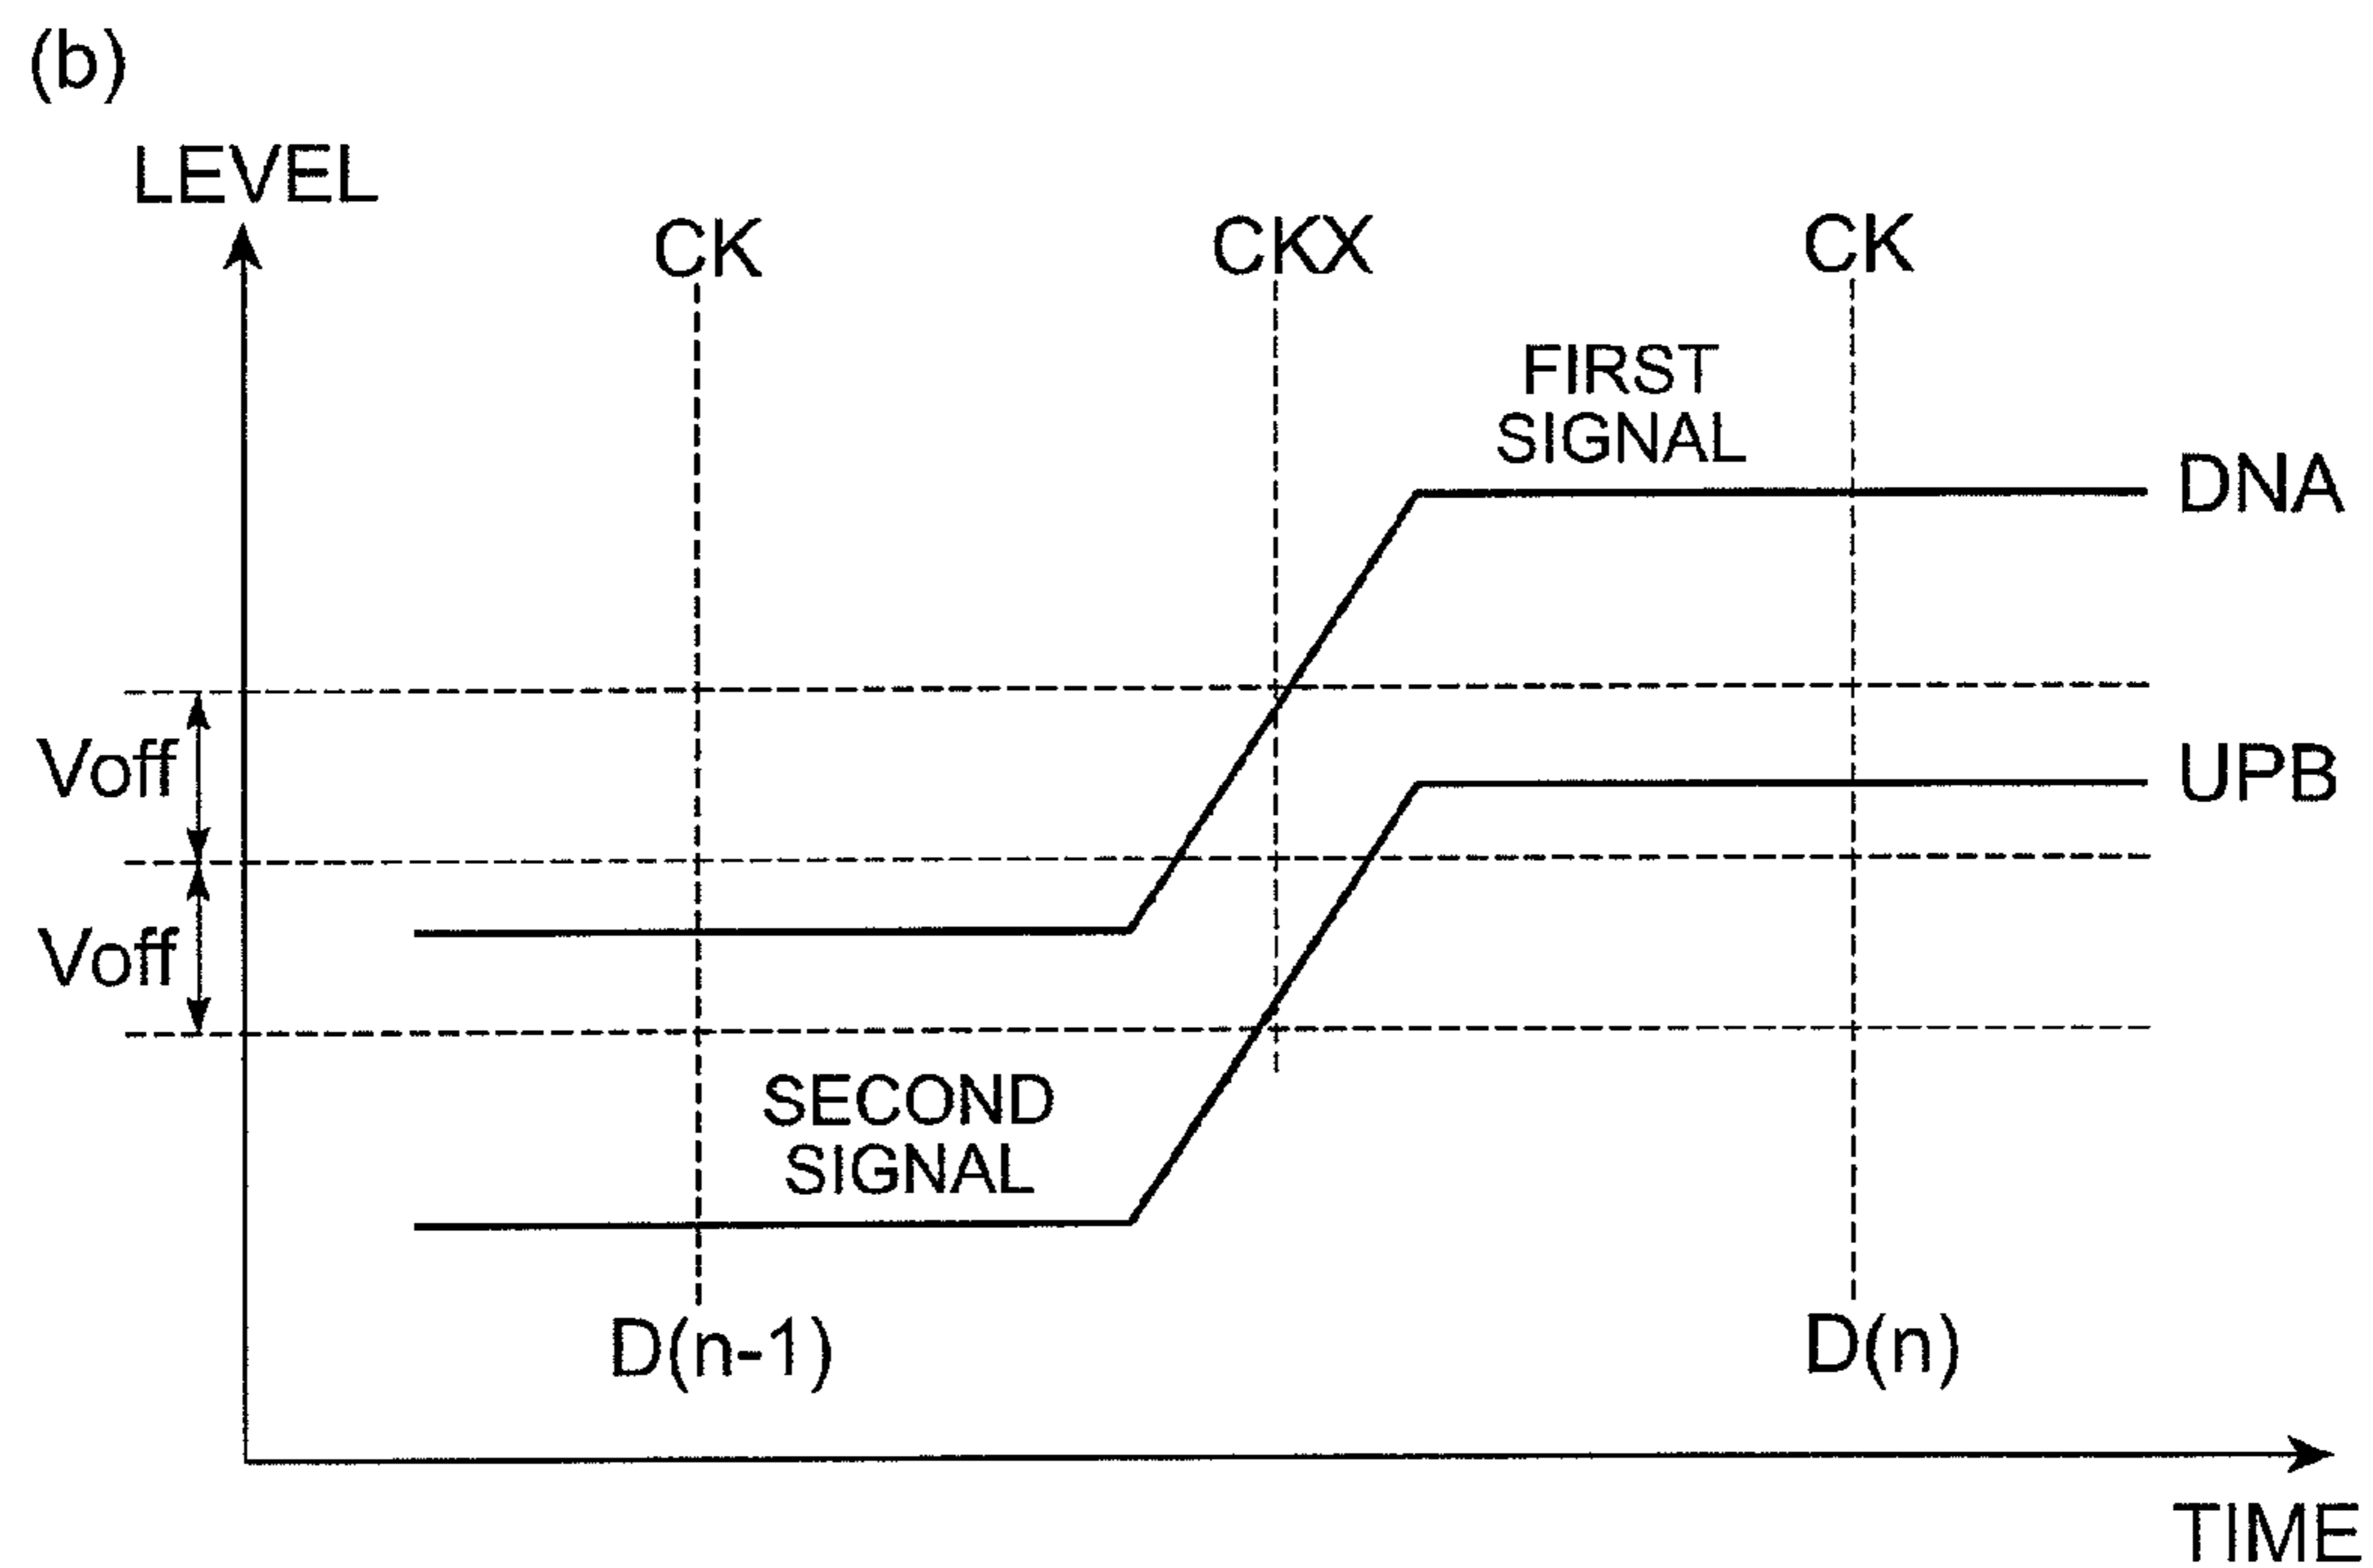 (b)
LEVEL
CK
CKX
CK
FIRST
SIGNAL
DNA
Voff
UPB
Voff
SECOND
SIGNAL
D(n-1)
D(n)
TIME